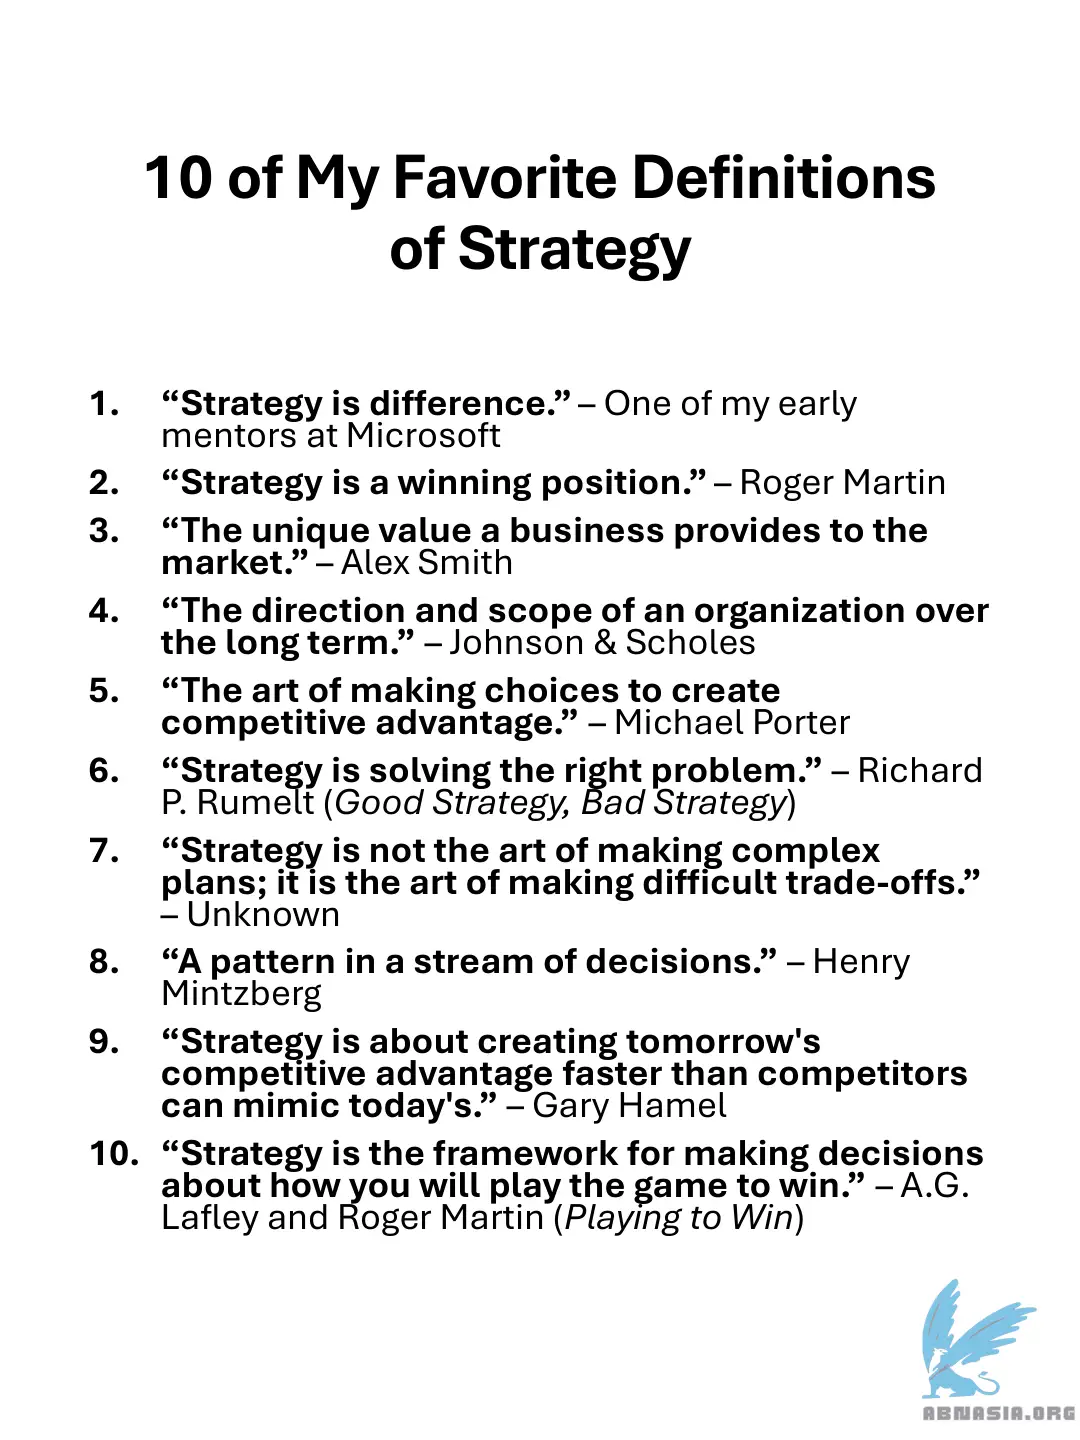 10 of My Favorite Definitions
of Strategy
1. “Strategy is difference.” – One of my early
mentors at Microsoft
2. “Strategy is a winning position.” – Roger Martin
3. “The unique value a business provides to the
market.” – Alex Smith
4. “The direction and scope of an organization over
the long term.” – Johnson & Scholes
5. “The art of making choices to create
competitive advantage.” – Michael Porter
6. “Strategy is solving the right problem.” – Richard
P. Rumelt (Good Strategy, Bad Strategy)
7. “Strategy is not the art of making complex
plans; it is the art of making difficult trade-offs.”
– Unknown
8. “A pattern in a stream of decisions.” – Henry
Mintzberg
9. “Strategy is about creating tomorrow's
competitive advantage faster than competitors
can mimic today's.” – Gary Hamel
10. “Strategy is the framework for making decisions
about how you will play the game to win.” – A.G.
Lafley and Roger Martin (Playing to Win)
ABNASIA.ORG